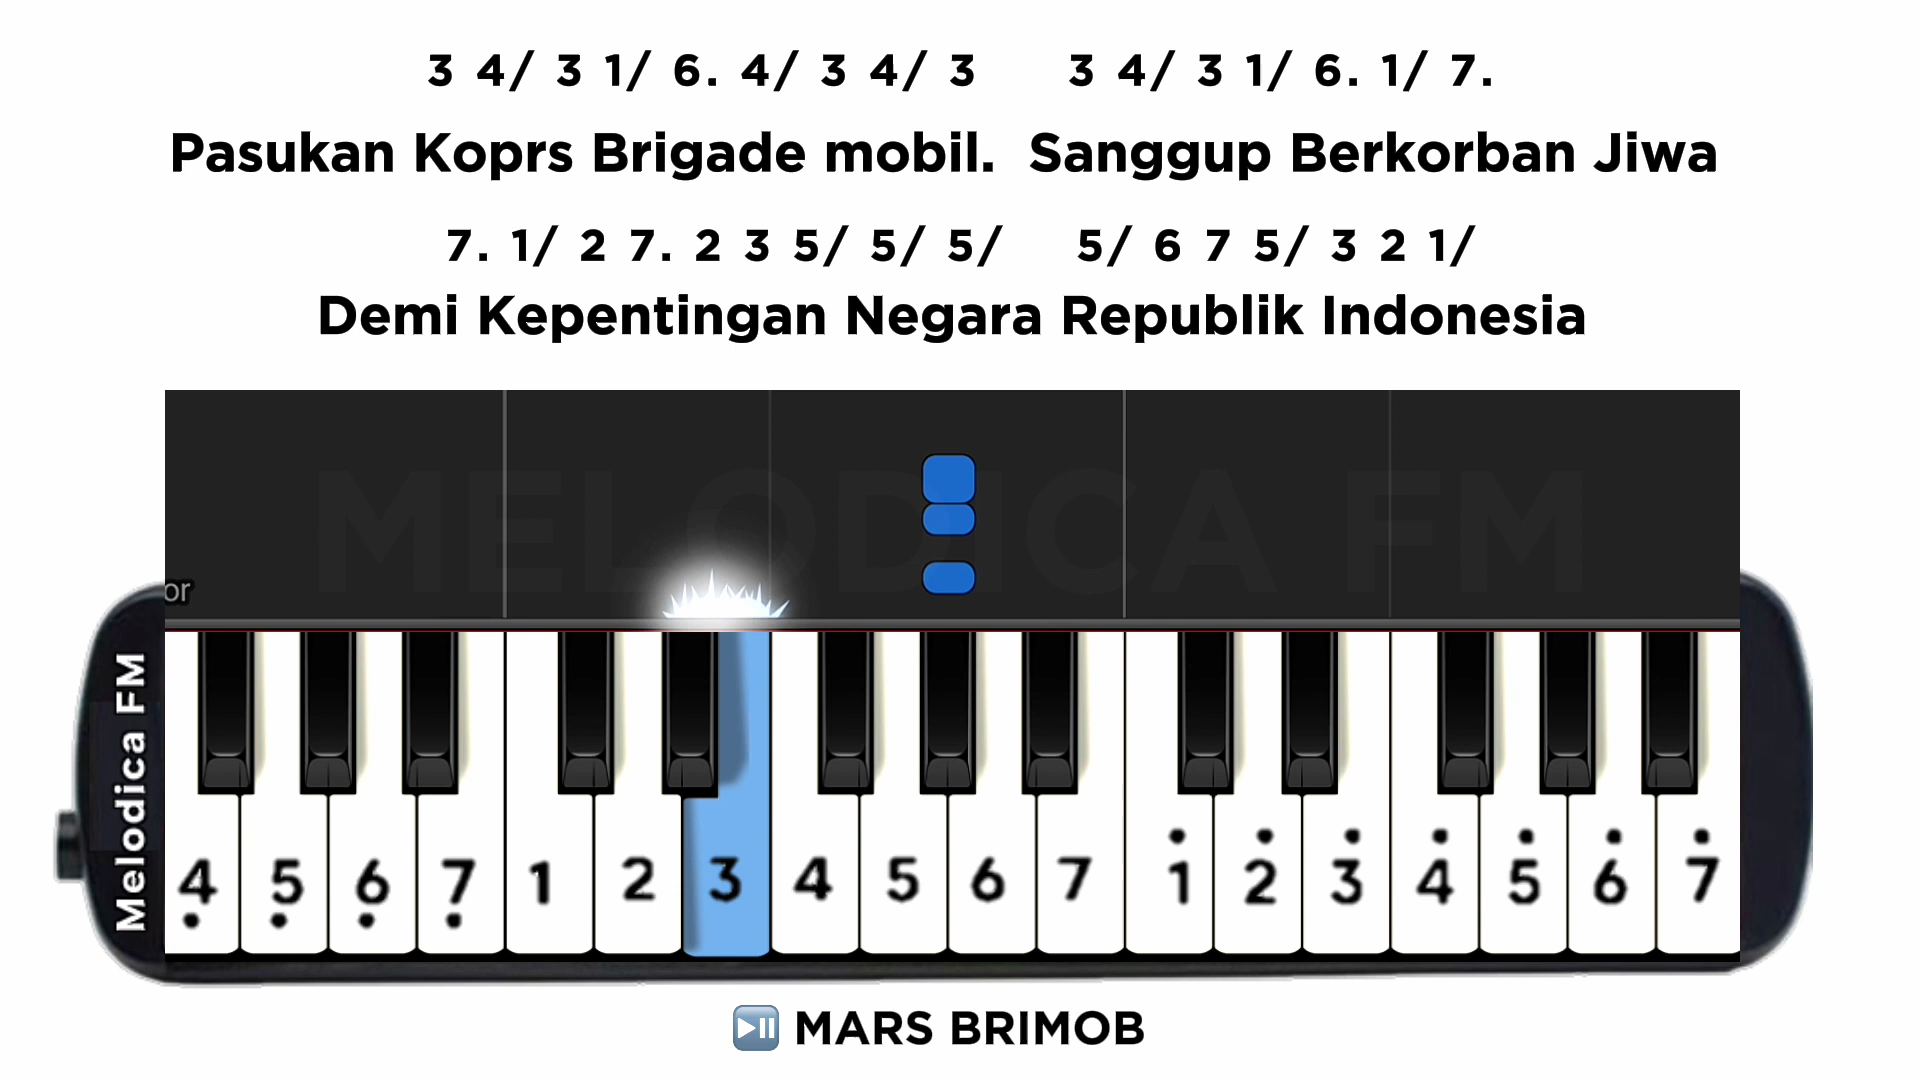 3 4/ 3 1/ 6. 4/ 3 4/ 3 3 4/ 3 1/ 6. 1/ 7.
Pasukan Koprs Brigade mobil. Sanggup Berkorban Jiwa
7. 1/ 2 7. 2 3 5/ 5/ 5/ 5/ 6 7 5/ 3 2 1/
Demi Kepentingan Negara Republik Indonesia
MELODICA FM
or
Melodica FM
4 5 6 7 1 2 3 4 5 6 7 1 2 3 4 5 6 7
MARS BRIMOB